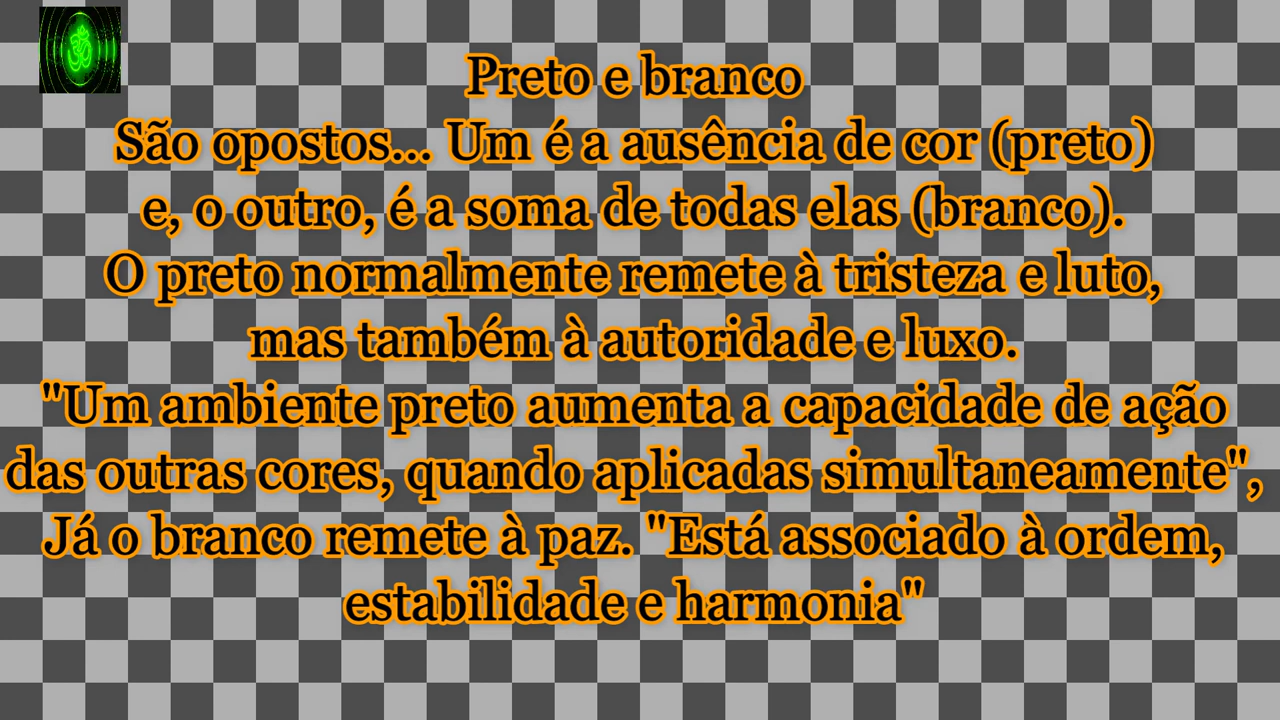 ॐ
Preto e branco
São opostos... Um é a ausência de cor (preto)
e, o outro, é a soma de todas elas (branco).
O preto normalmente remete à tristeza e luto,
mas também à autoridade e luxo.
"Um ambiente preto aumenta a capacidade de ação
das outras cores, quando aplicadas simultaneamente",
Já o branco remete à paz. "Está associado à ordem,
estabilidade e harmonia"